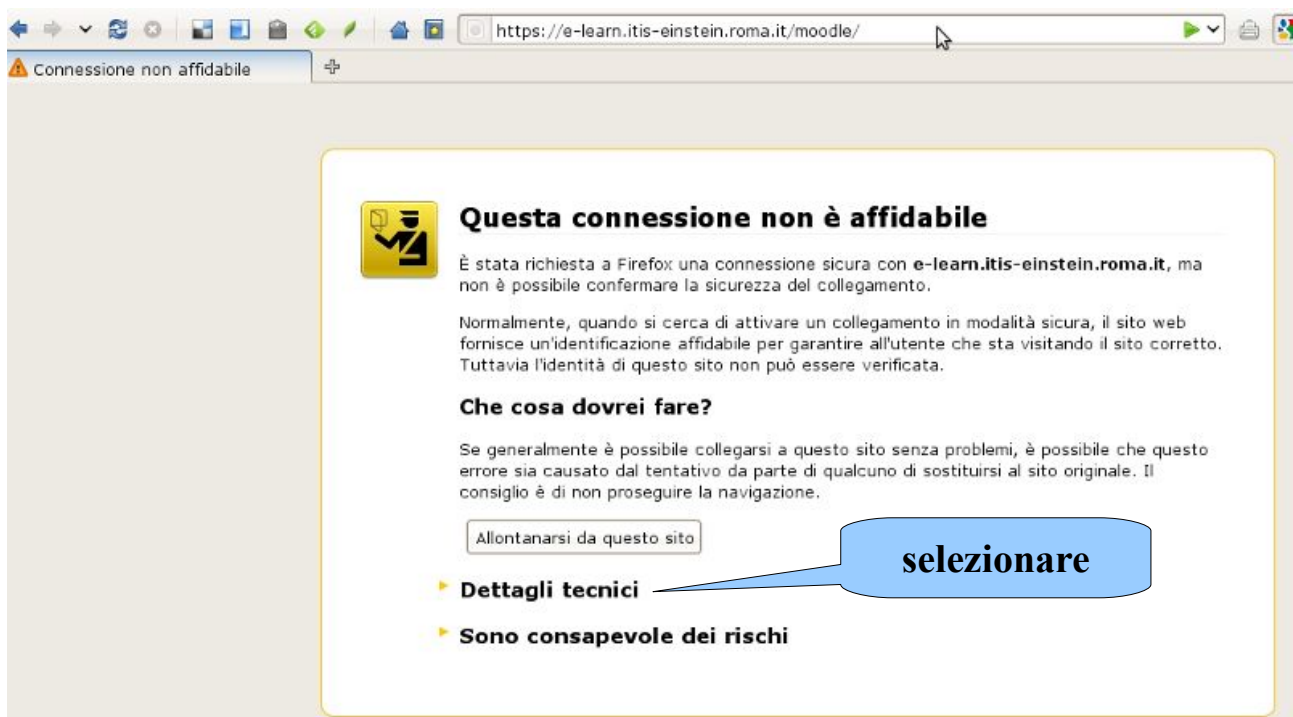 https://e-learn.itis-einstein.roma.it/moodle/
Connessione non affidabile
Questa connessione non è affidabile
È stata richiesta a Firefox una connessione sicura con e-learn.itis-einstein.roma.it, ma
non è possibile confermare la sicurezza del collegamento.
Normalmente, quando si cerca di attivare un collegamento in modalità sicura, il sito web
fornisce un'identificazione affidabile per garantire all'utente che sta visitando il sito corretto.
Tuttavia l'identità di questo sito non può essere verificata.
Che cosa dovrei fare?
Se generalmente è possibile collegarsi a questo sito senza problemi, è possibile che questo
errore sia causato dal tentativo da parte di qualcuno di sostituirsi al sito originale. Il
consiglio è di non proseguire la navigazione.
Allontanarsi da questo sito
selezionare
Dettagli tecnici
Sono consapevole dei rischi